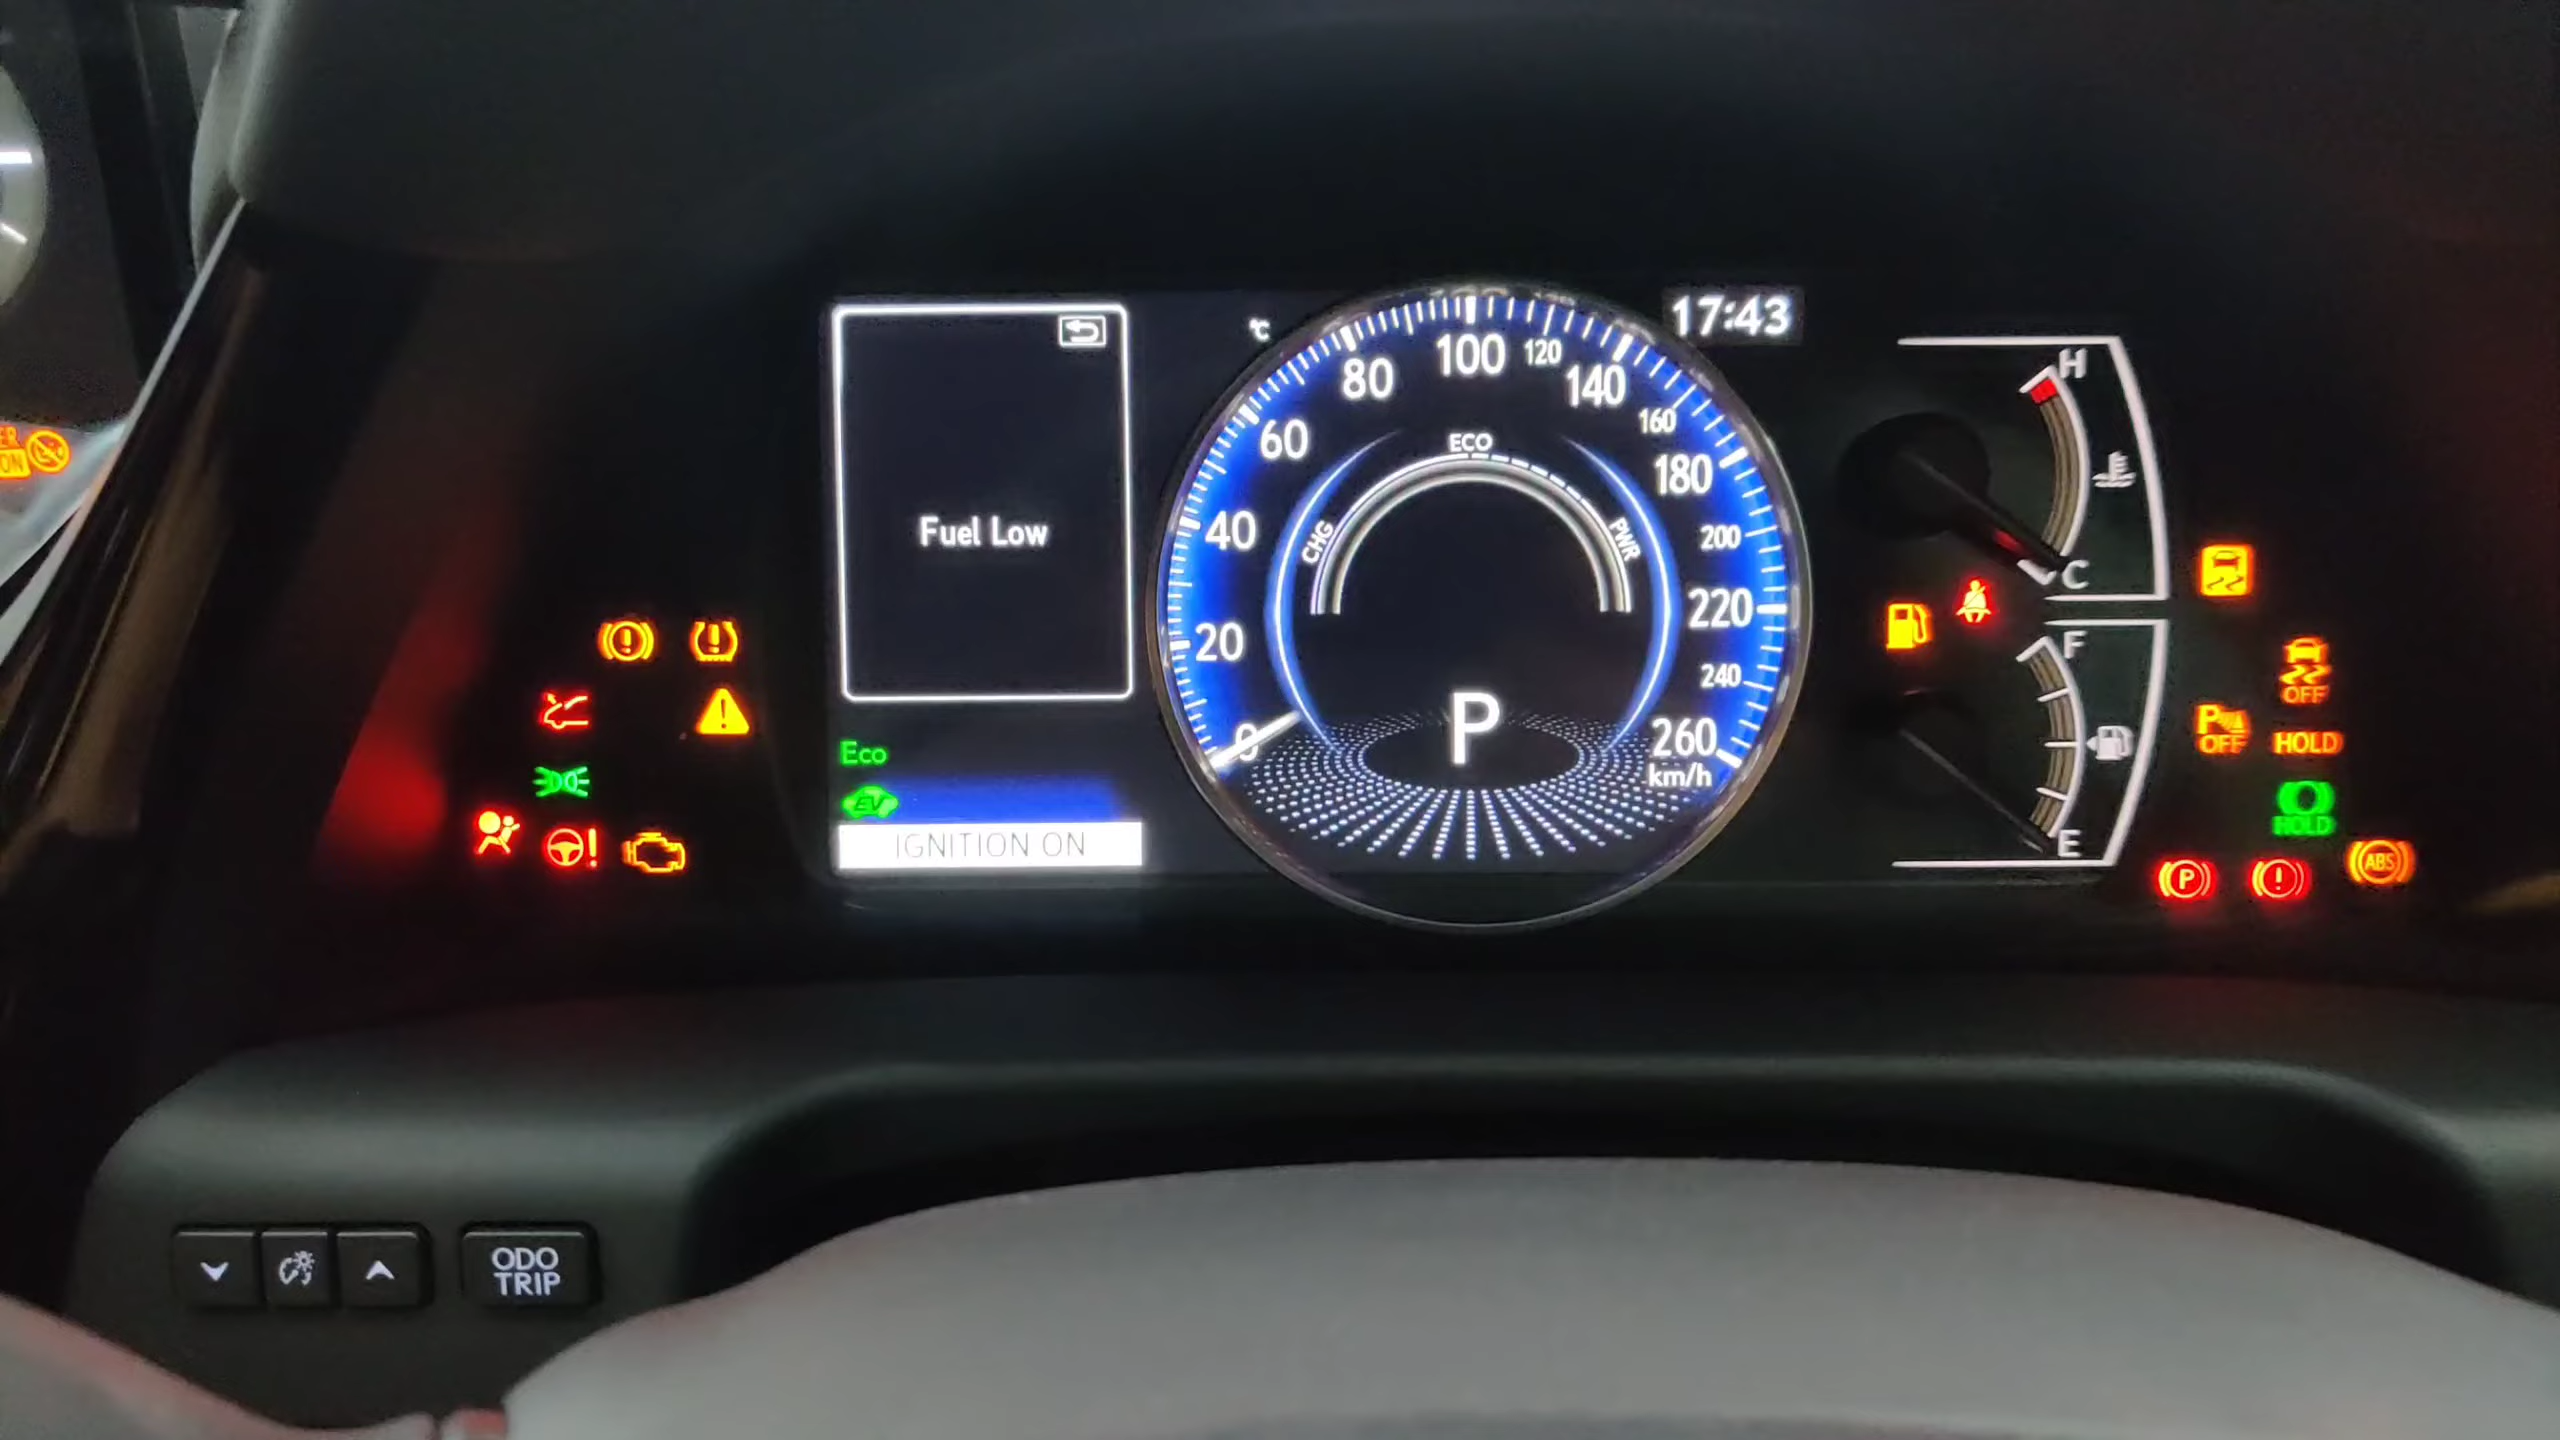 17:43
°C
100
120
80
140
160
60
ECO
180
40
CHG
PWR
200
220
20
240
0
260
km/h
P
Fuel Low
Eco
EV
IGNITION ON
H
C
F
E
OFF
P
OFF
HOLD
HOLD
P
ABS
ON
ODO
TRIP